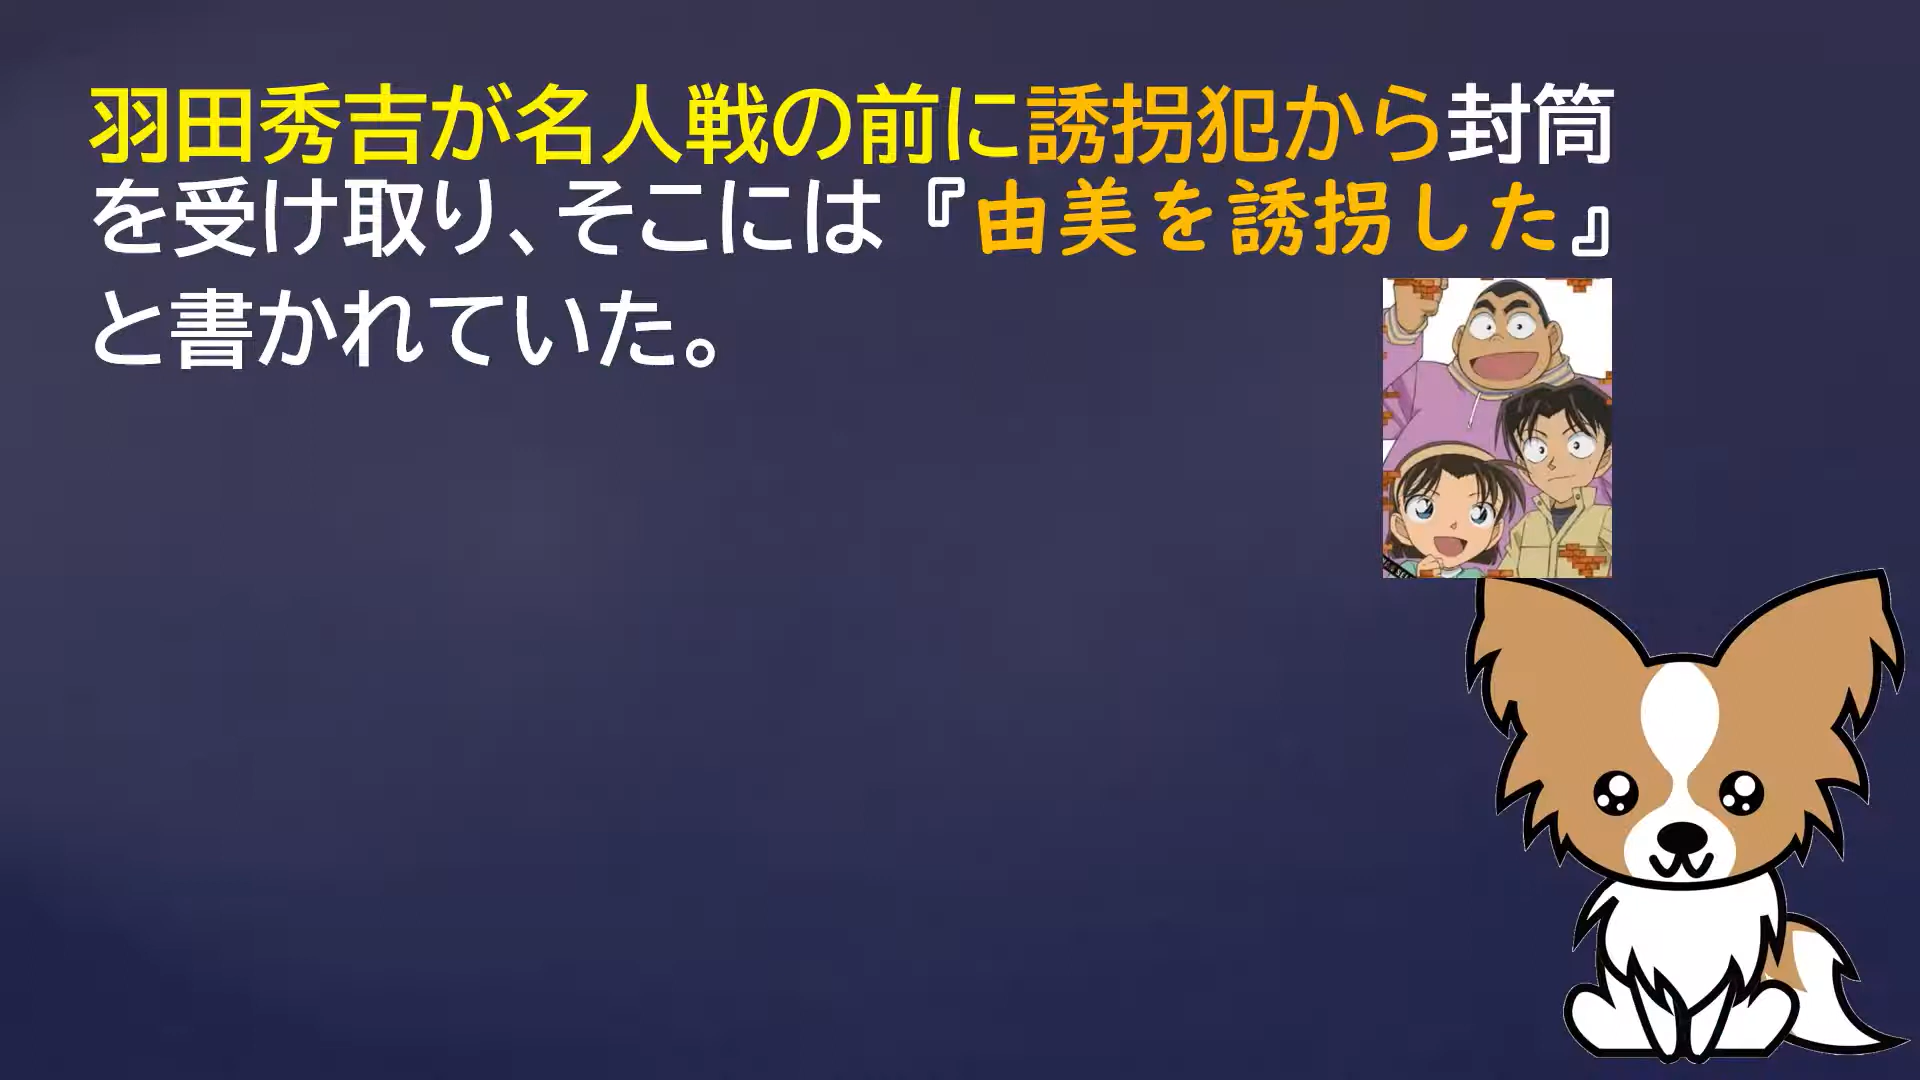 羽田秀吉が名人戦の前に誘拐犯から封筒
を受け取り、そこには『由美を誘拐した』
と書かれていた。